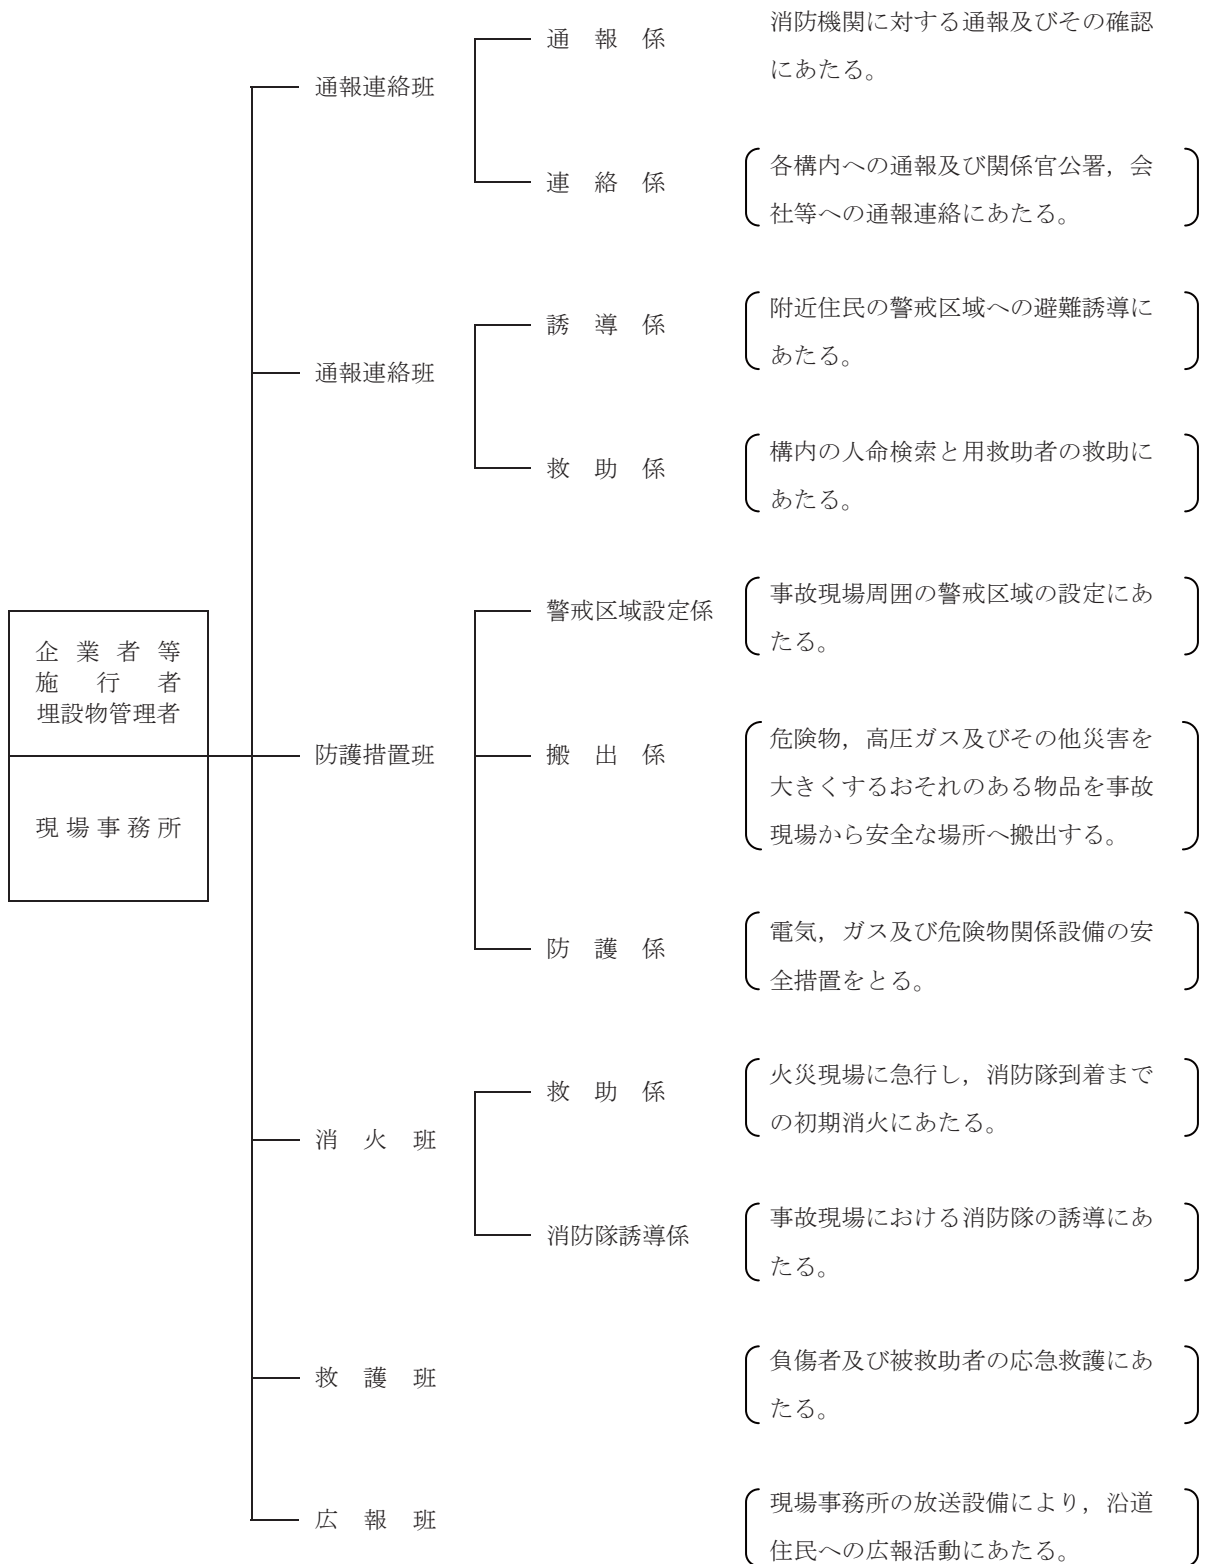 通報係
消防機関に対する通報及びその確認
にあたる。
通報連絡班
連絡係
各構内への通報及び関係官公署，会
社等への通報連絡にあたる。
誘導係
附近住民の警戒区域への避難誘導に
あたる。
通報連絡班
救助係
構内の人命検索と用救助者の救助に
あたる。
警戒区域設定係
事故現場周囲の警戒区域の設定にあ
たる。
企業者等
施行者
埋設物管理者
現場事務所
防護措置班
搬出係
危険物，高圧ガス及びその他災害を
大きくするおそれのある物品を事故
現場から安全な場所へ搬出する。
防護係
電気，ガス及び危険物関係設備の安
全措置をとる。
救助係
火災現場に急行し，消防隊到着まで
の初期消火にあたる。
消火班
消防隊誘導係
事故現場における消防隊の誘導にあ
たる。
救護班
負傷者及び被救助者の応急救護にあ
たる。
広報班
現場事務所の放送設備により，沿道
住民への広報活動にあたる。